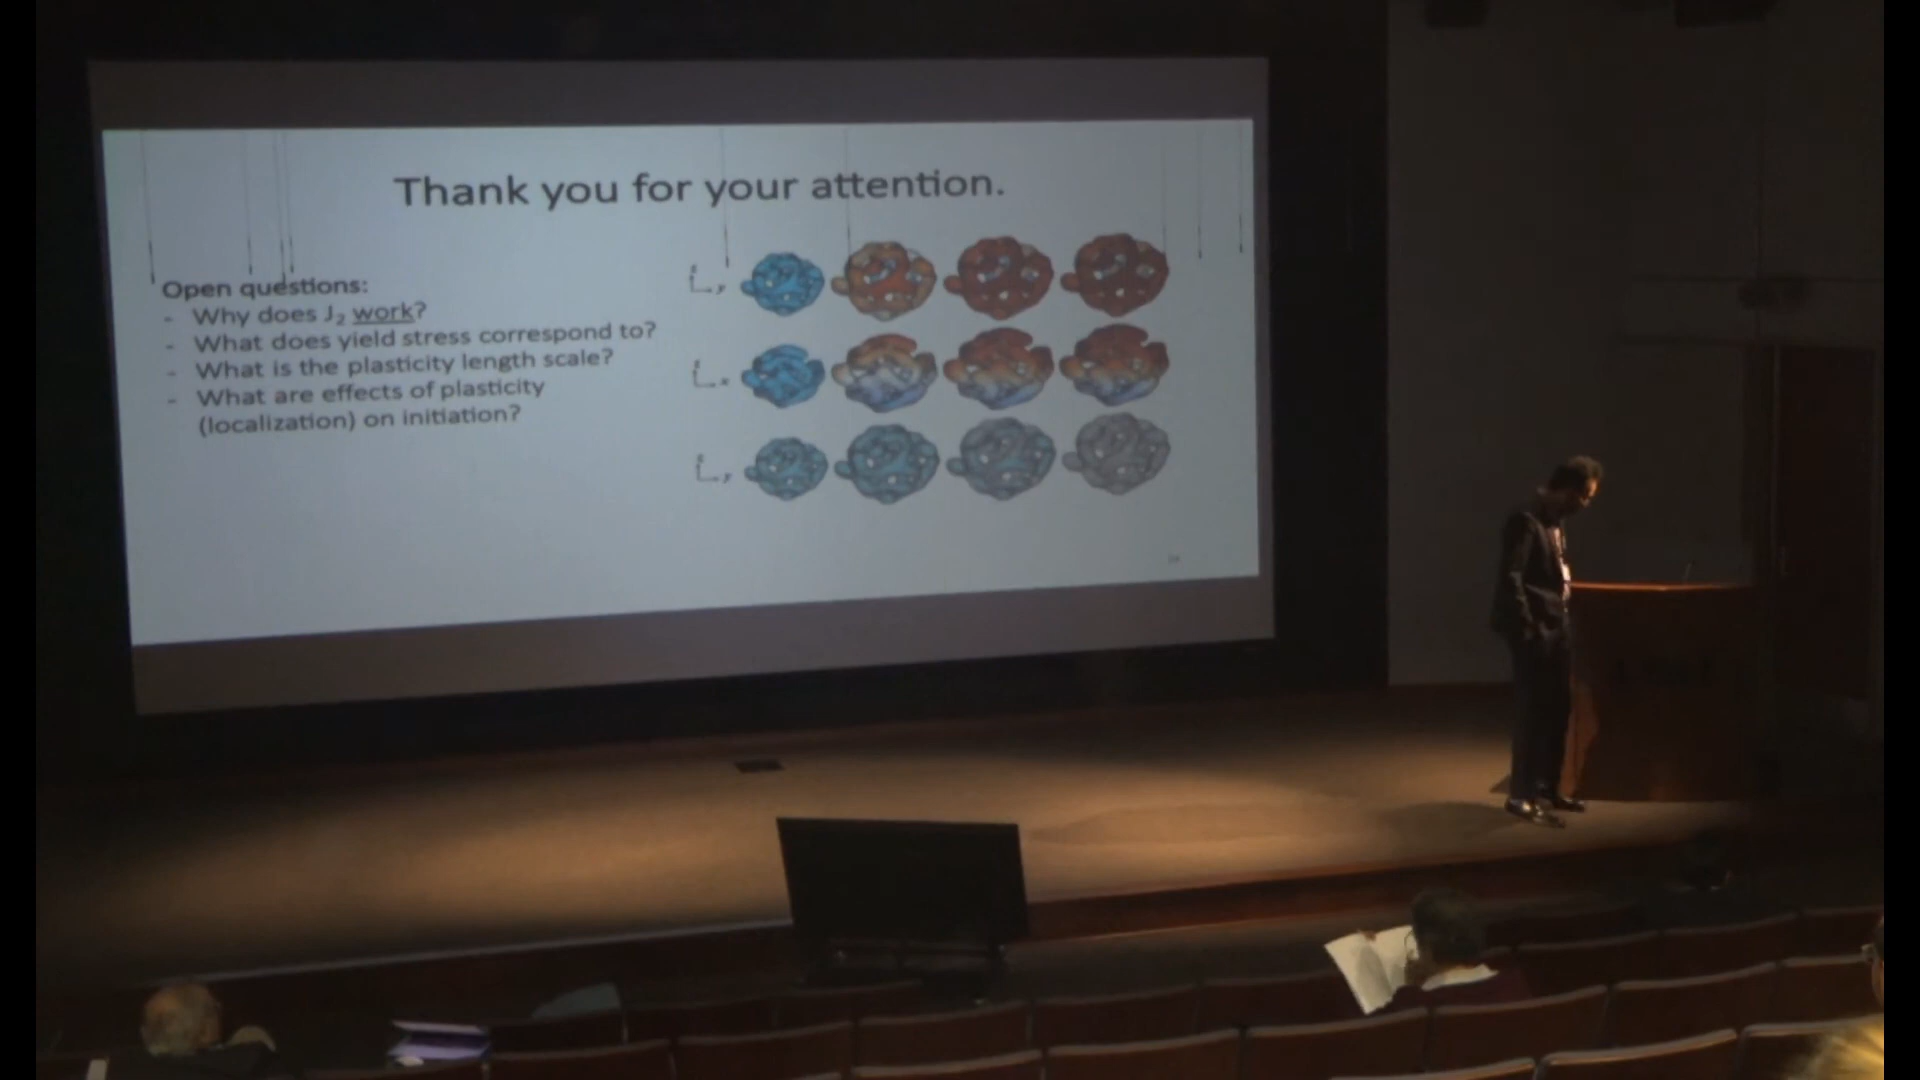 Thank you for your attention.
Open questions:
- Why does J₂ work?
- What does yield stress correspond to?
- What is the plasticity length scale?
- What are effects of plasticity
(localization) on initiation?